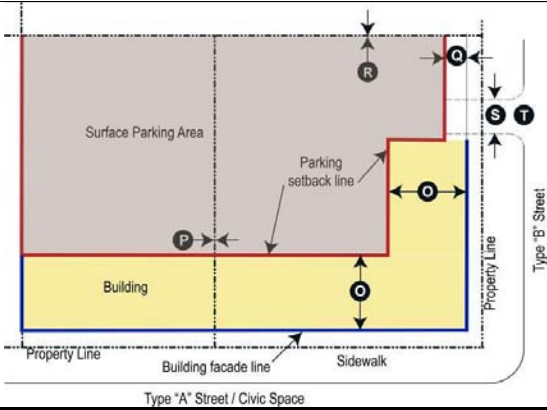 Q
R
S T
Surface Parking Area
Parking
setback line
O
P
O
Building
Property Line
Type "B" Street
Property Line
Building facade line
Sidewalk
Type "A" Street / Civic Space